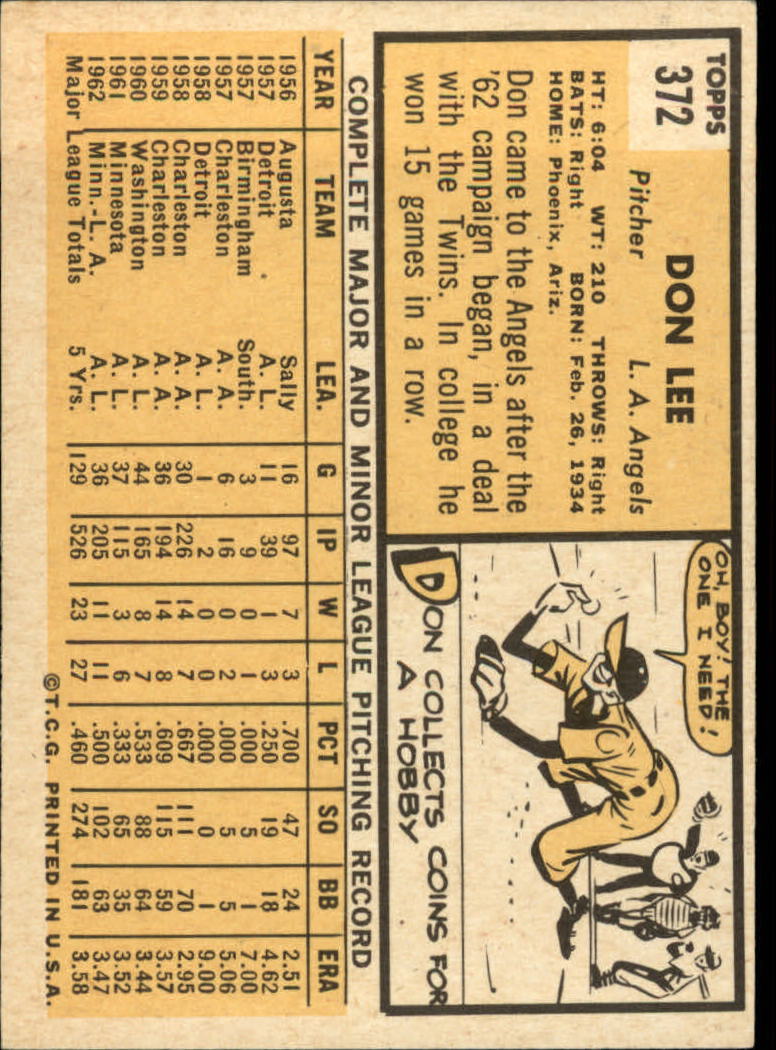 TOPPS
372
DON LEE
Pitcher L. A. Angels
HT: 6:04 WT: 210 THROWS: Right
BATS: Right BORN: Feb. 26, 1934
HOME: Phoenix, Ariz.
Don came to the Angels after the
'62 campaign began, in a deal
with the Twins. In college he
won 15 games in a row.
OH, BOY! THE
ONE I NEED!
DON COLLECTS COINS FOR
A HOBBY
COMPLETE MAJOR AND MINOR LEAGUE PITCHING RECORD
YEAR TEAM LEA. G IP W L PCT SO BB ERA
1956 Augusta Sally 16 97 7 3 .700 47 24 2.51
1957 Detroit A. L. 11 39 1 3 .250 19 18 4.62
1957 Birmingham South. 3 9 0 1 .000 5 1 7.00
1957 Charleston A. A. 6 16 0 2 .000 5 5 5.06
1958 Detroit A. L. 1 2 0 0 .000 0 1 9.00
1958 Charleston A. A. 30 226 14 7 .667 111 70 2.95
1959 Charleston A. A. 36 194 14 8 .609 115 59 3.57
1960 Washington A. L. 44 165 8 7 .533 88 64 3.44
1961 Minnesota A. L. 37 115 3 6 .333 65 35 3.52
1962 Minn.-L. A. A. L. 36 205 11 11 .500 102 63 3.47
Major League Totals 5 Yrs. 129 526 23 27 .460 274 181 3.58
©T.C.G. PRINTED IN U.S.A.